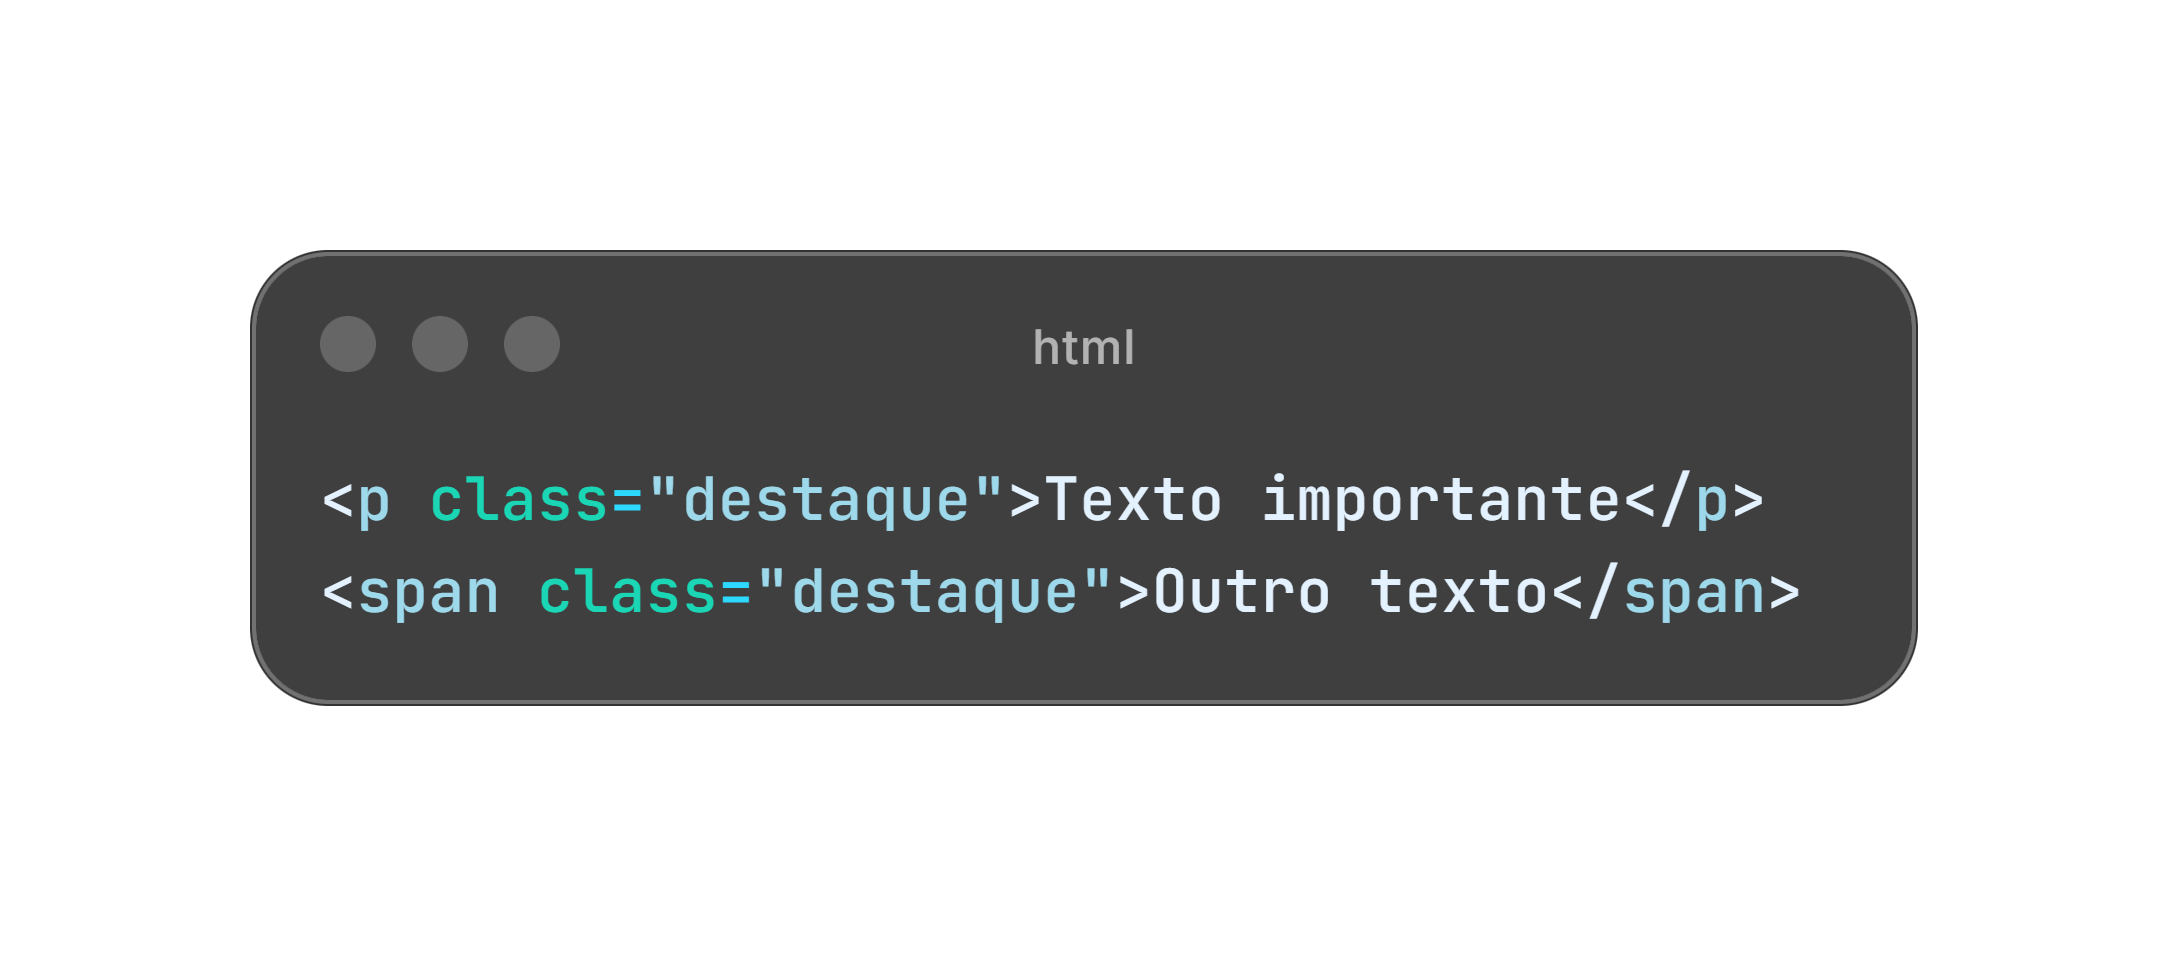 html
<p class="destaque">Texto importante</p>
<span class="destaque">Outro texto</span>